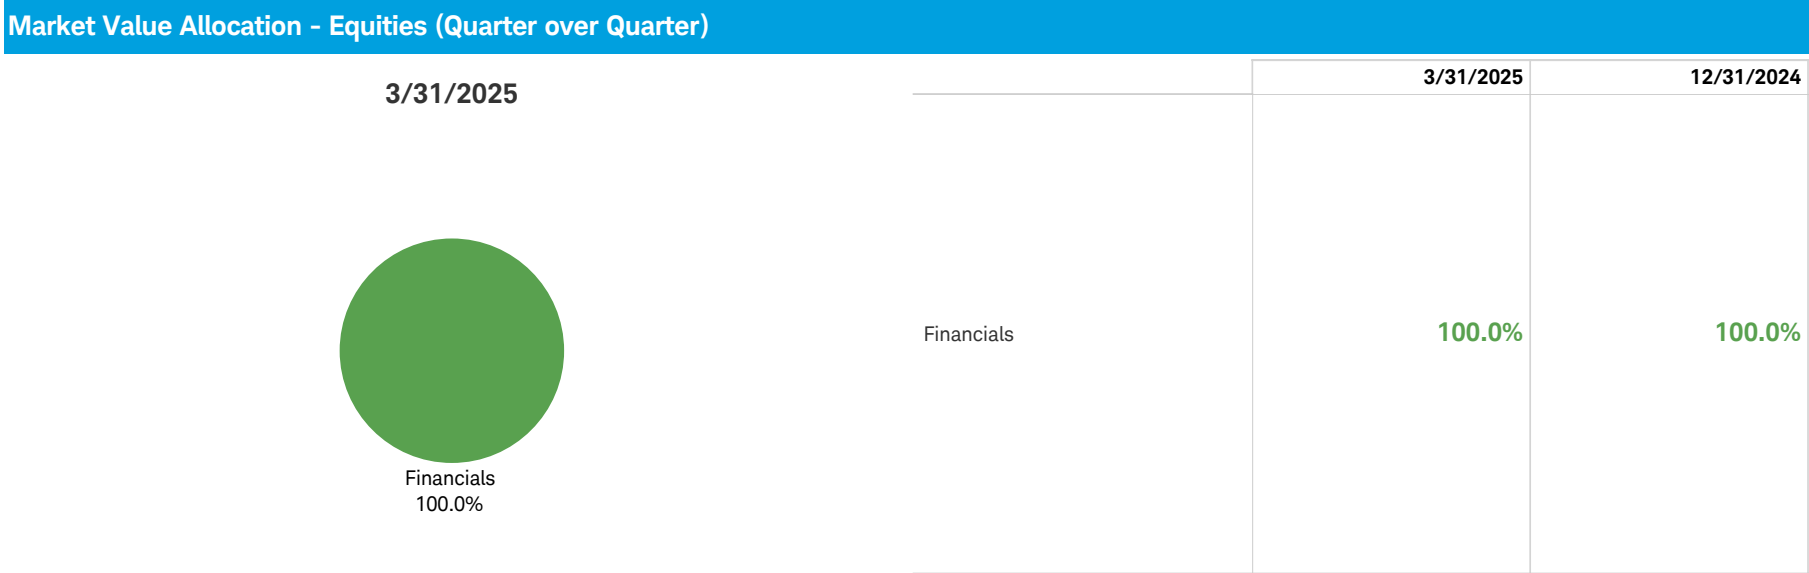 Market Value Allocation - Equities (Quarter over Quarter)
3/31/2025
Financials
100.0%
3/31/2025 12/31/2024
Financials 100.0% 100.0%